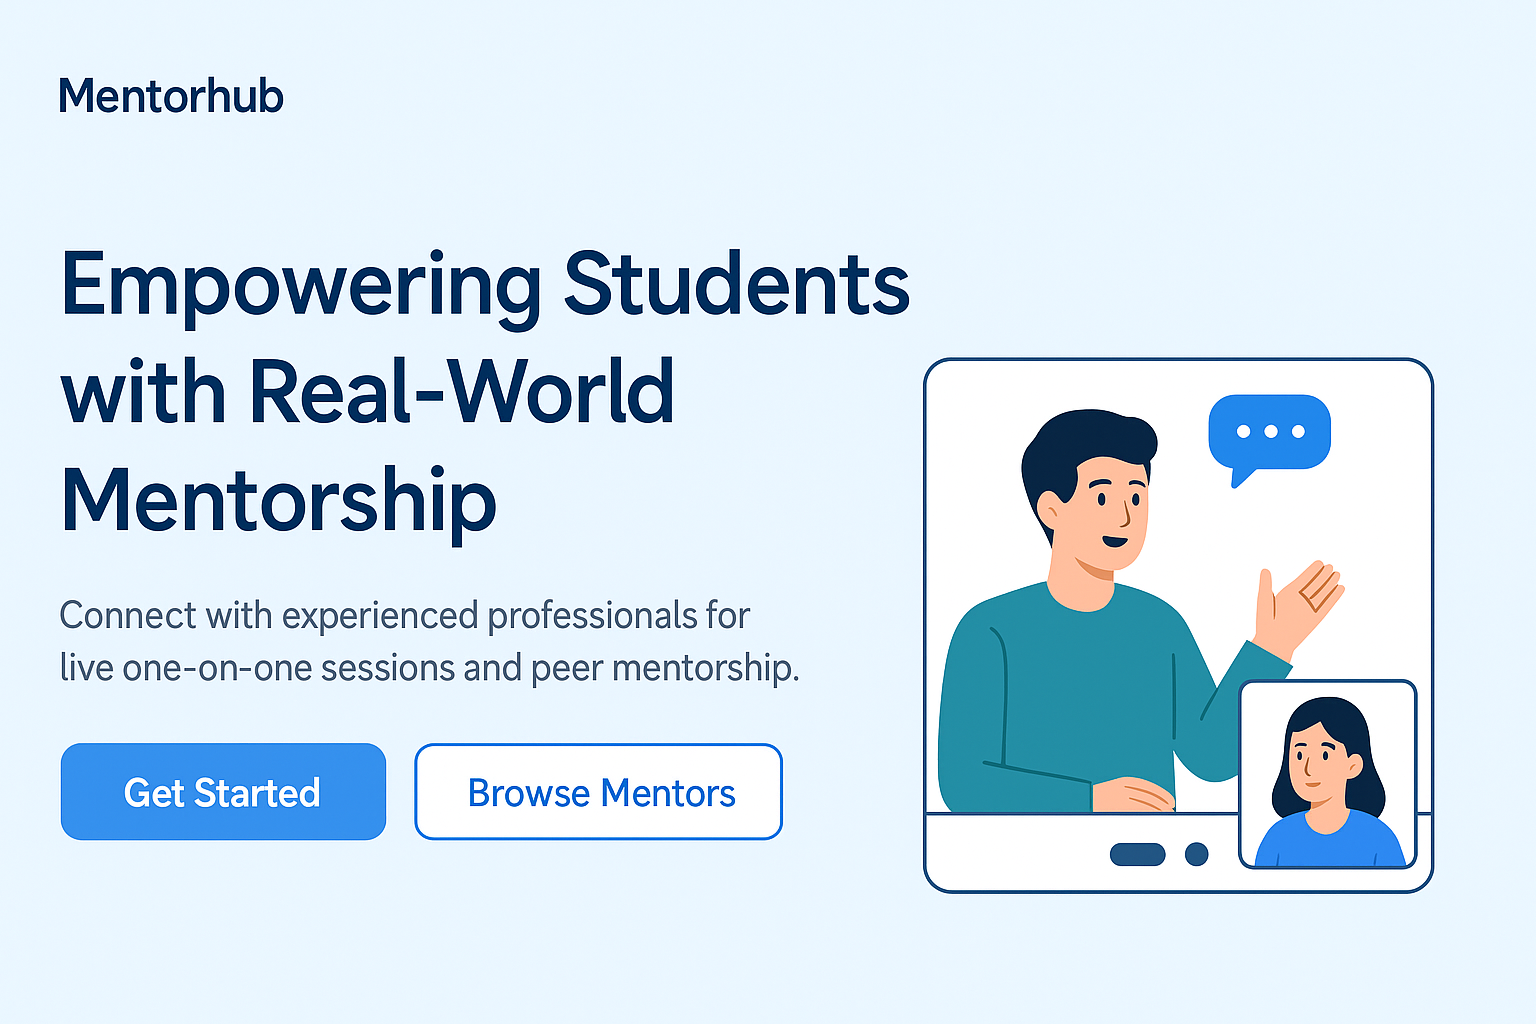 Mentorhub
Empowering Students
with Real-World
Mentorship
Connect with experienced professionals for
live one-on-one sessions and peer mentorship.
Get Started
Browse Mentors